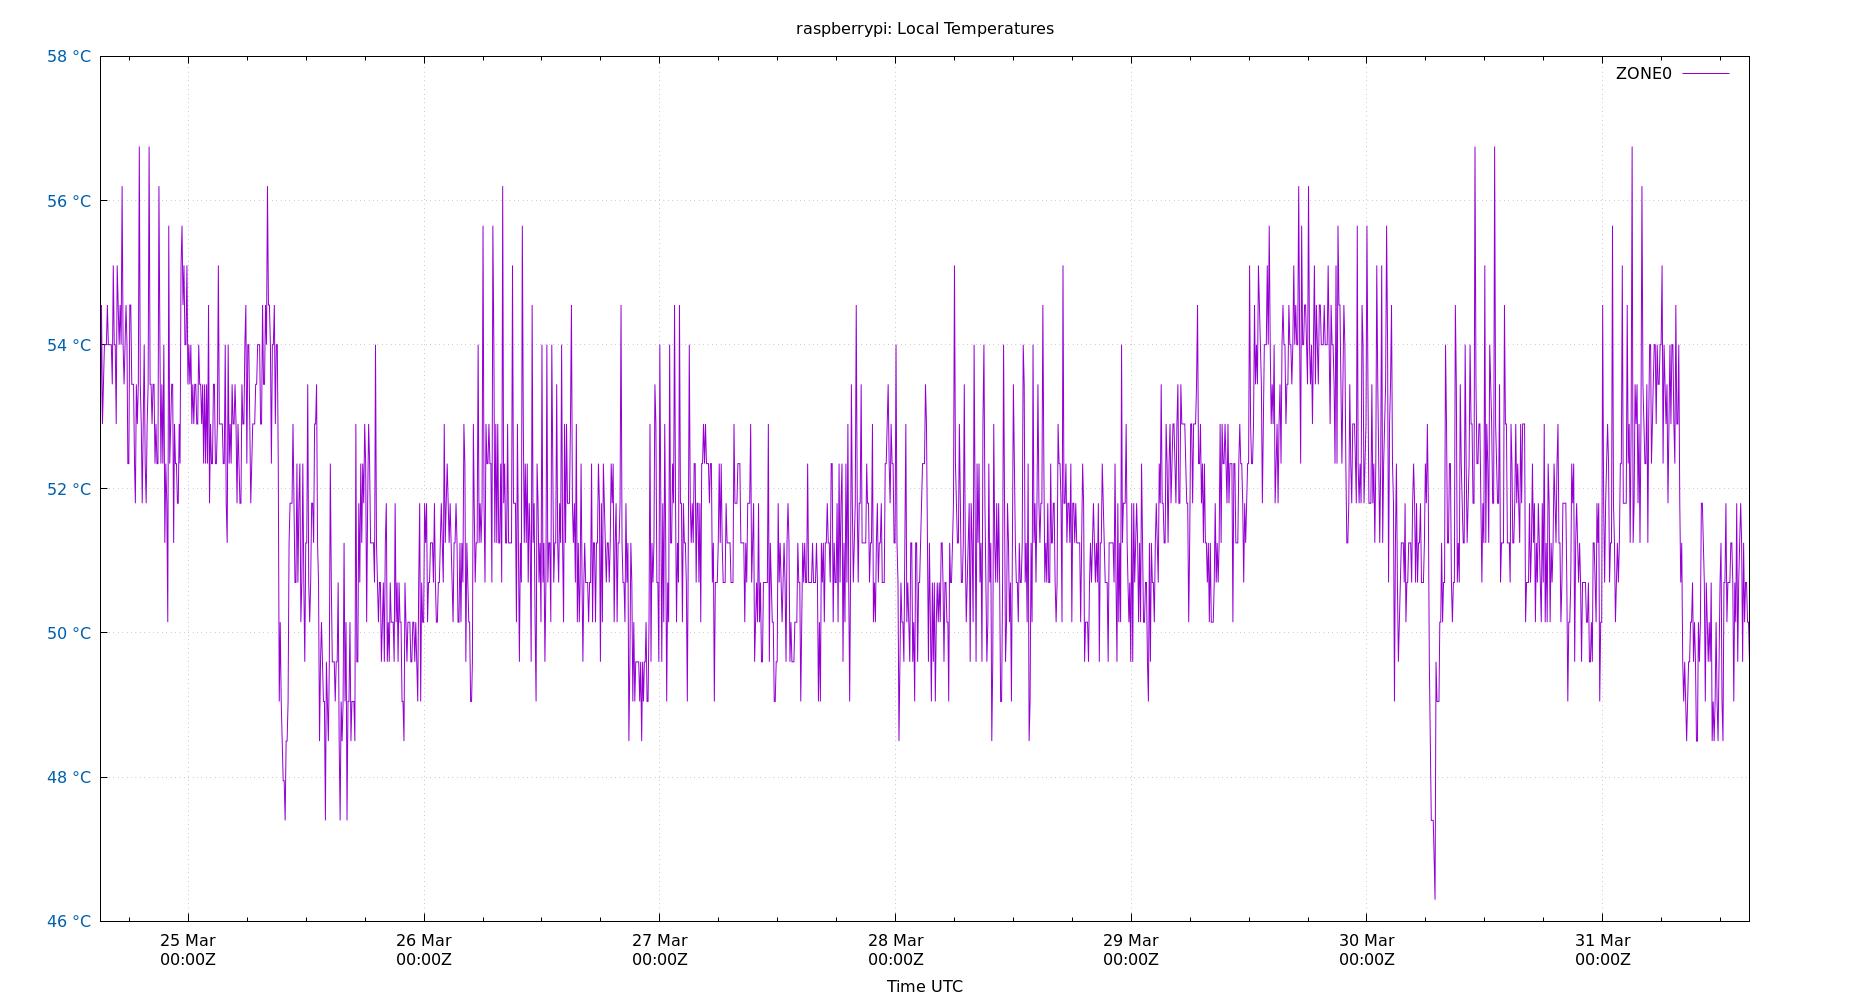 raspberrypi: Local Temperatures
58 °C
ZONE0
56 °C
54 °C
52 °C
50 °C
48 °C
46 °C
25 Mar 26 Mar 27 Mar 28 Mar 29 Mar 30 Mar 31 Mar
00:00Z 00:00Z 00:00Z 00:00Z 00:00Z 00:00Z 00:00Z
Time UTC